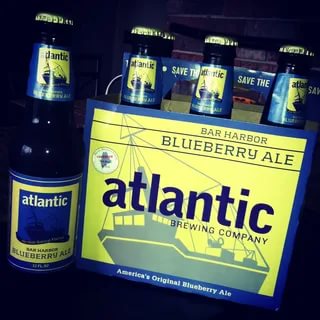 atlantic
atlantic
BAR HARBOR
BLUEBERRY ALE
12 FL OZ
SAVE THE
SAVE THE
BAR HARBOR
BLUEBERRY ALE
atlantic
BREWING COMPANY
America's Original Blueberry Ale